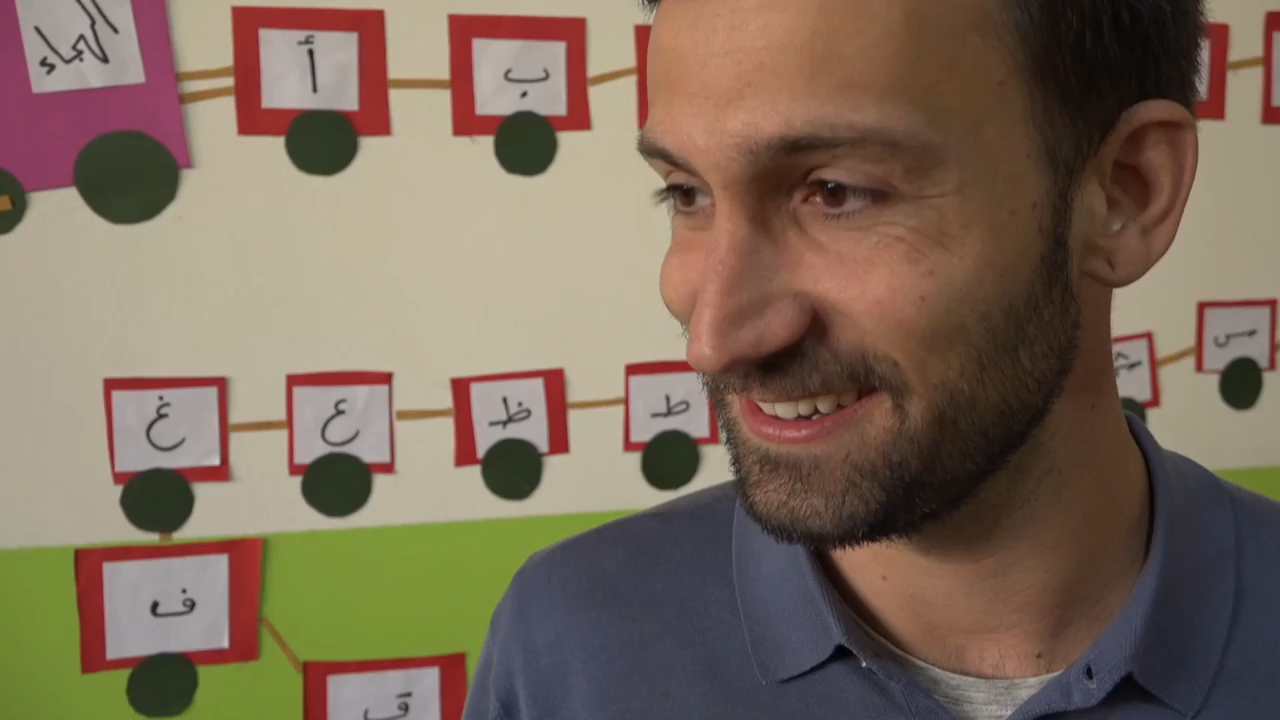 الهجاء
أ
ب
س
ط
ظ
ع
غ
ف
ق